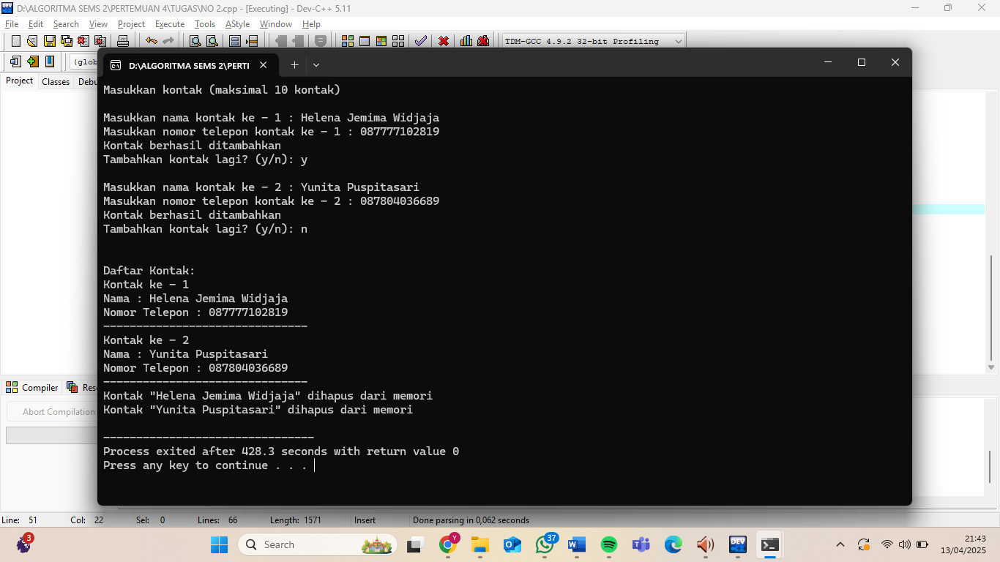 D:\ALGORITMA SEMS 2\PERTEMUAN 4\TUGAS\NO 2.cpp - [Executing] - Dev-C++ 5.11
File Edit Search View Project Execute Tools AStyle Window Help
TDM-GCC 4.9.2 32-bit Profiling
(glob
Project Classes Debu
D:\ALGORITMA SEMS 2\PERTI
Masukkan kontak (maksimal 10 kontak)
Masukkan nama kontak ke - 1 : Helena Jemima Widjaja
Masukkan nomor telepon kontak ke - 1 : 087777102819
Kontak berhasil ditambahkan
Tambahkan kontak lagi? (y/n): y
Masukkan nama kontak ke - 2 : Yunita Puspitasari
Masukkan nomor telepon kontak ke - 2 : 087804036689
Kontak berhasil ditambahkan
Tambahkan kontak lagi? (y/n): n
Daftar Kontak:
Kontak ke - 1
Nama : Helena Jemima Widjaja
Nomor Telepon : 087777102819
-------------------------------
Kontak ke - 2
Nama : Yunita Puspitasari
Nomor Telepon : 087804036689
-------------------------------
Kontak "Helena Jemima Widjaja" dihapus dari memori
Kontak "Yunita Puspitasari" dihapus dari memori
--------------------------------
Process exited after 428.3 seconds with return value 0
Press any key to continue . . .
Compiler Res
Abort Compilation
Line: 51 Col: 22 Sel: 0 Lines: 66 Length: 1571 Insert Done parsing in 0,062 seconds
3
Search
Y
37
DEV
21:43
13/04/2025